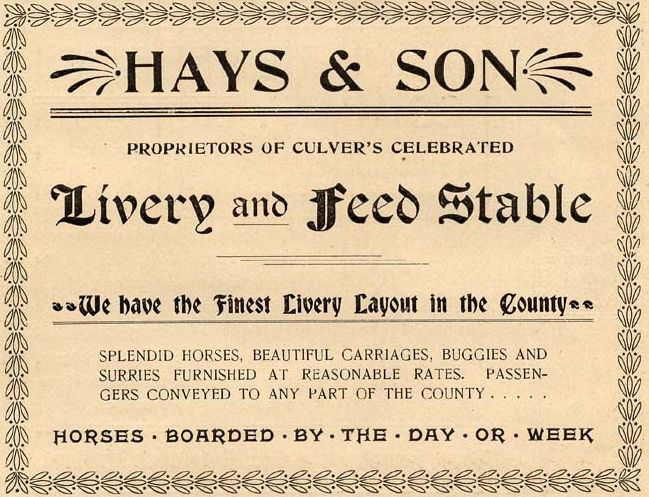 HAYS & SON
PROPRIETORS OF CULVER'S CELEBRATED
Livery and Feed Stable
We have the Finest Livery Layout in the County
SPLENDID HORSES, BEAUTIFUL CARRIAGES, BUGGIES AND
SURRIES FURNISHED AT REASONABLE RATES. PASSEN-
GERS CONVEYED TO ANY PART OF THE COUNTY . . . . .
HORSES · BOARDED · BY · THE · DAY · OR · WEEK